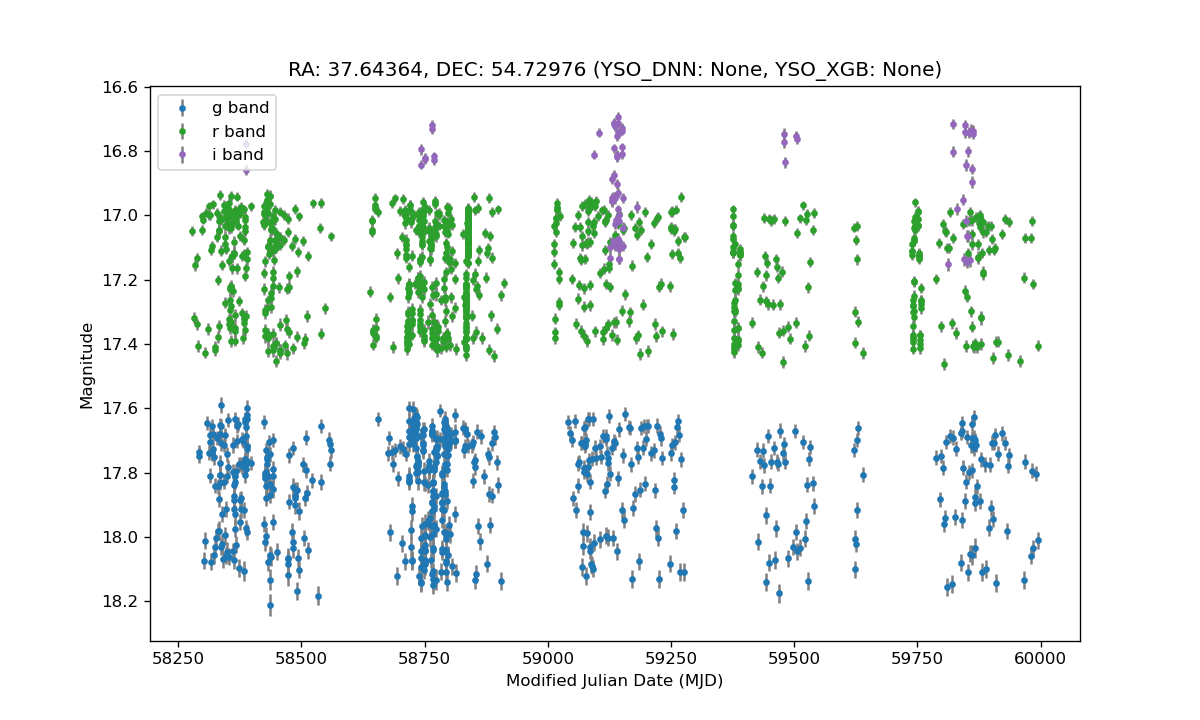 RA: 37.64364, DEC: 54.72976 (YSO_DNN: None, YSO_XGB: None)
g band
r band
i band
16.6
16.8
17.0
17.2
17.4
17.6
17.8
18.0
18.2
Magnitude
58250 58500 58750 59000 59250 59500 59750 60000
Modified Julian Date (MJD)